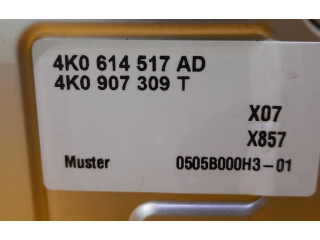 4K0 614 517 AD
4K0 907 309 T
X07
X857
Muster 0505B000H3-01